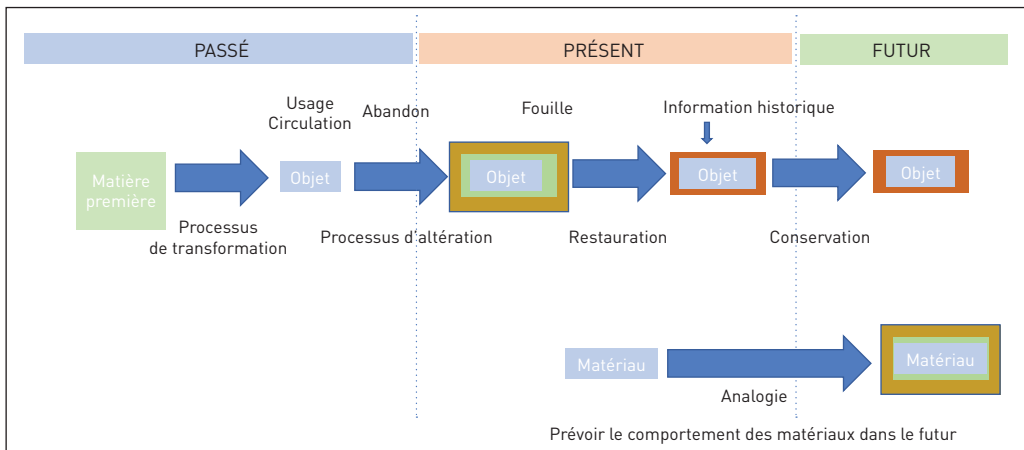 PASSÉ
PRÉSENT
FUTUR
Usage
Circulation
Abandon
Fouille
Information historique
Matière
première
Objet
Objet
Objet
Objet
Processus
de transformation
Processus d'altération
Restauration
Conservation
Matériau
Matériau
Analogie
Prévoir le comportement des matériaux dans le futur